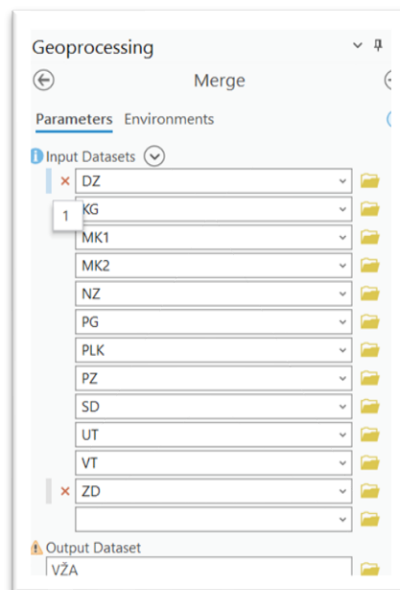 Geoprocessing
Merge
Parameters Environments
Input Datasets
DZ
1
KG
MK1
MK2
NZ
PG
PLK
PZ
SD
UT
VT
ZD
Output Dataset
VŽA